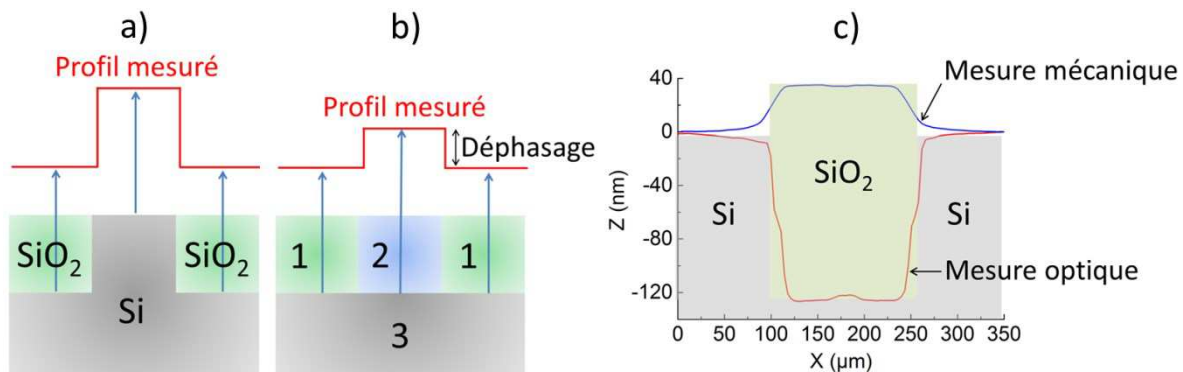 a)
Profil mesuré
SiO₂
SiO₂
Si
b)
Profil mesuré
Déphasage
1
2
1
3
c)
Mesure mécanique
40
0
-40
-80
-120
Z (nm)
SiO₂
Si
Si
Mesure optique
0
50
100
150
200
250
300
350
X (µm)